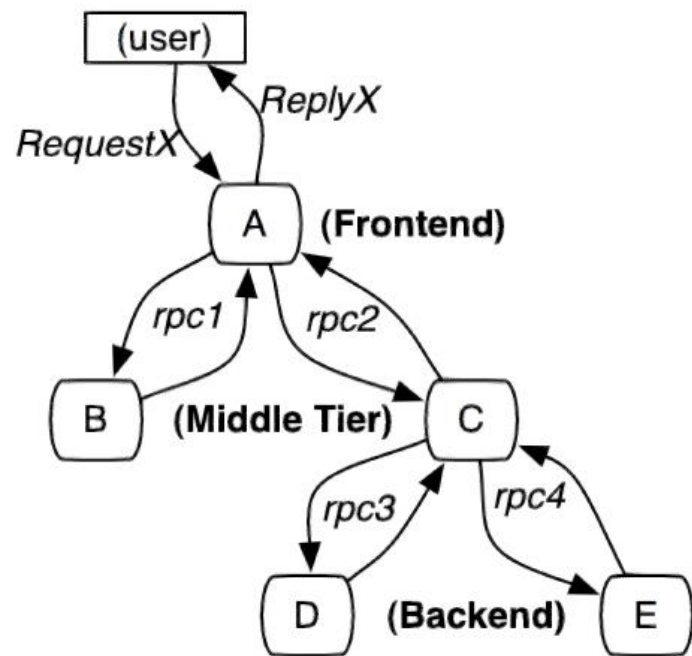 (user)
ReplyX
RequestX
A
(Frontend)
rpc1
rpc2
B
(Middle Tier)
C
rpc3
rpc4
D
(Backend)
E